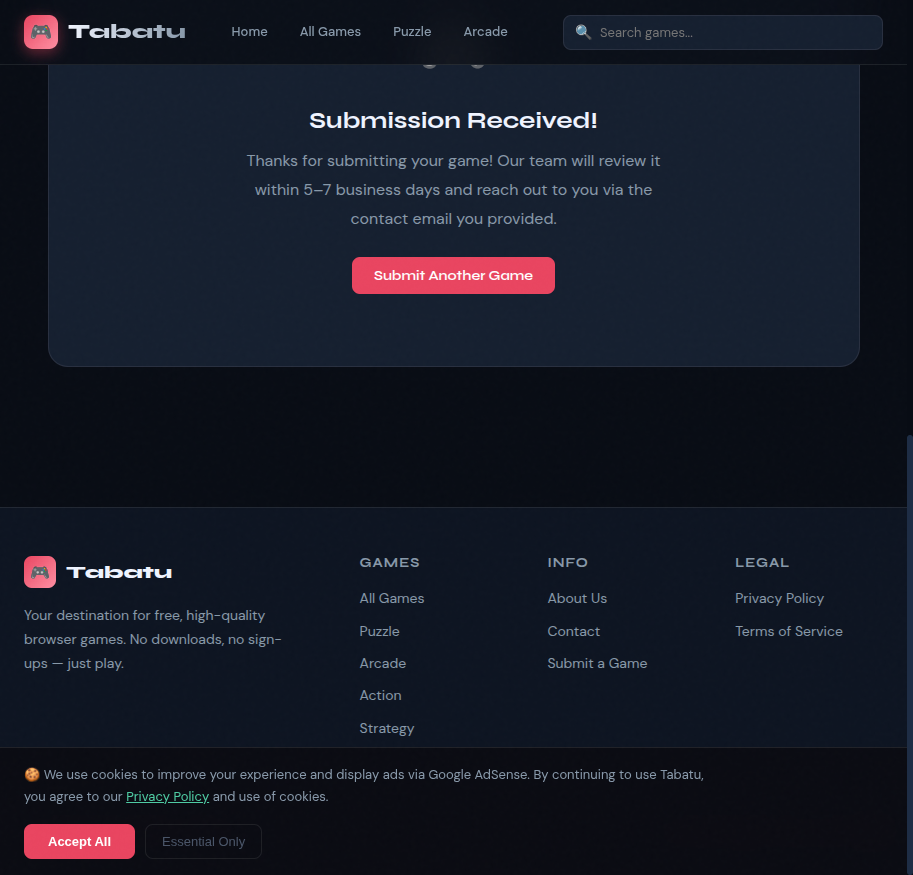 Tabatu
Home
All Games
Puzzle
Arcade
Search games...
Submission Received!
Thanks for submitting your game! Our team will review it
within 5–7 business days and reach out to you via the
contact email you provided.
Submit Another Game
Tabatu
Your destination for free, high-quality
browser games. No downloads, no sign-
ups — just play.
GAMES
All Games
Puzzle
Arcade
Action
Strategy
INFO
About Us
Contact
Submit a Game
LEGAL
Privacy Policy
Terms of Service
We use cookies to improve your experience and display ads via Google AdSense. By continuing to use Tabatu,
you agree to our Privacy Policy and use of cookies.
Accept All
Essential Only